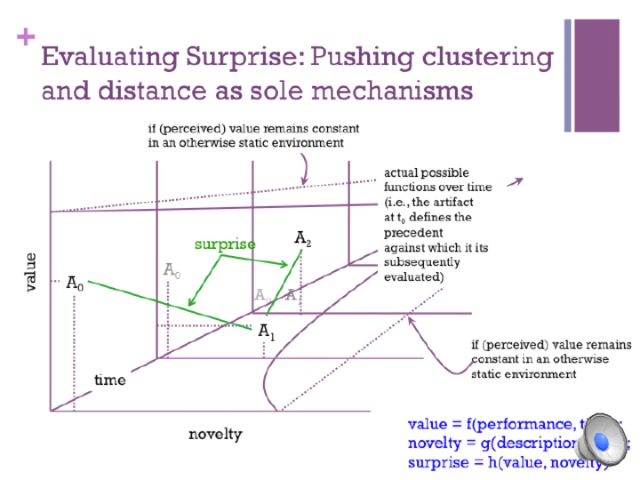 +
Evaluating Surprise: Pushing clustering
and distance as sole mechanisms
if (perceived) value remains constant
in an otherwise static environment
actual possible
functions over time
(i.e., the artifact
at t0 defines the
precedent
against which it its
subsequently
evaluated)
surprise
A2
A0
value
A0
A A
A1
if (perceived) value remains
constant in an otherwise
static environment
time
novelty
value = f(performance,
novelty = g(description
surprise = h(value, novelty)